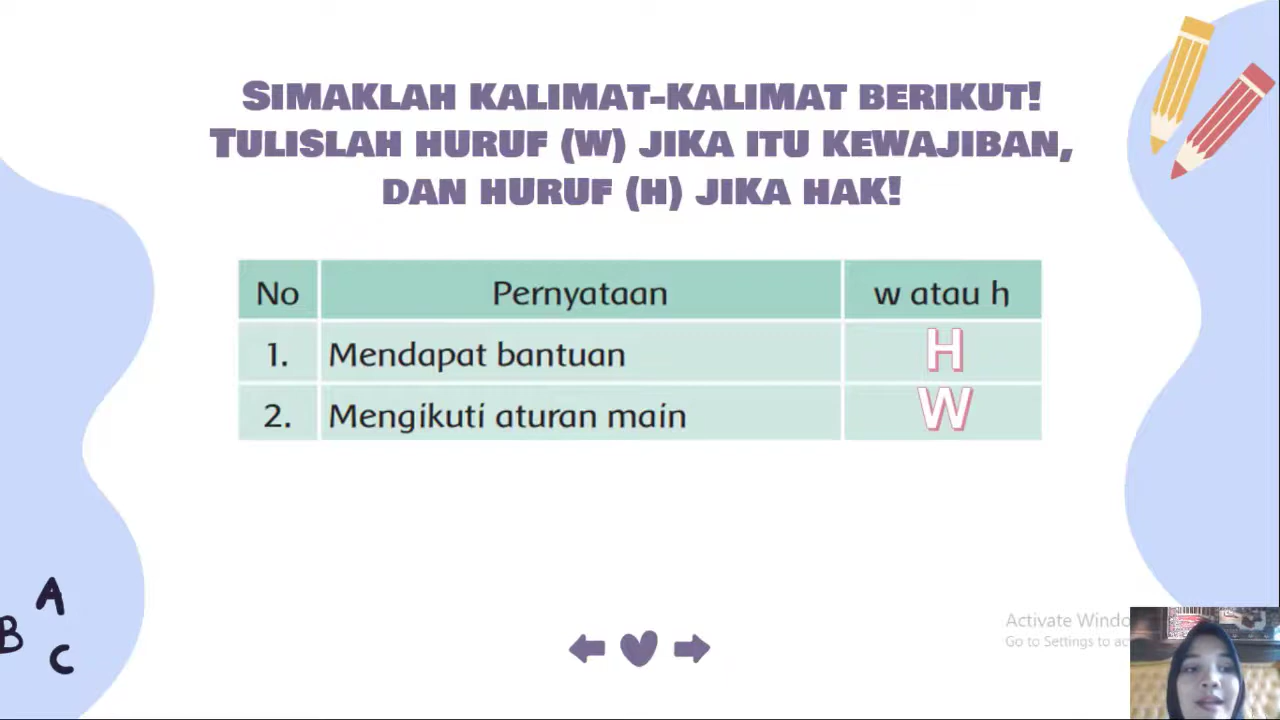 SIMAKLAH KALIMAT-KALIMAT BERIKUT!
TULISLAH HURUF (W) JIKA ITU KEWAJIBAN,
DAN HURUF (H) JIKA HAK!
No Pernyataan w atau h
1. Mendapat bantuan H
2. Mengikuti aturan main W
A
B
C
Activate Windo
Go to Settings to ac